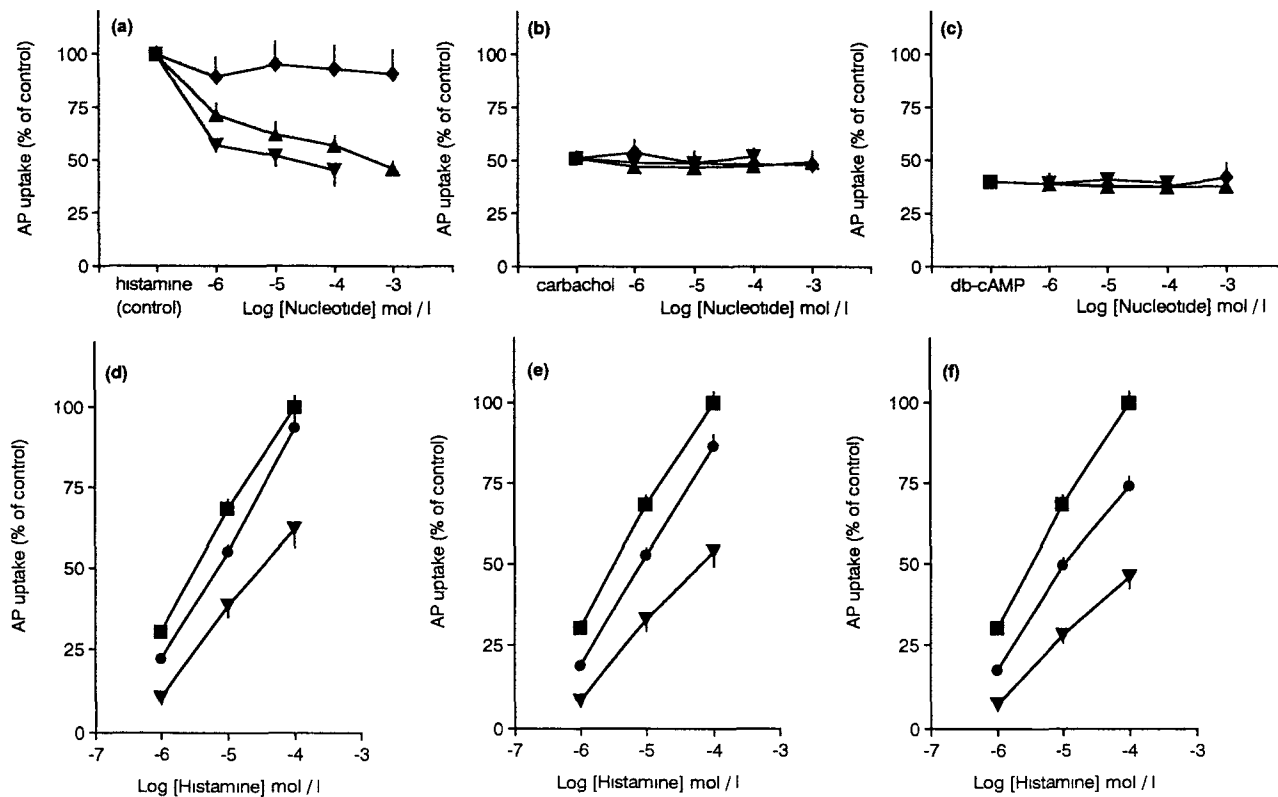 (a)
AP uptake (% of control)
100
75
50
25
0
histamine
(control)
-6
-5
-4
-3
Log [Nucleotide] mol / l
(b)
AP uptake (% of control)
100
75
50
25
0
carbachol
-6
-5
-4
-3
Log [Nucleotide] mol / l
(c)
AP uptake (% of control)
100
75
50
25
0
db-cAMP
-6
-5
-4
-3
Log [Nucleotide] mol / l
(d)
AP uptake (% of control)
100
75
50
25
0
-7
-6
-5
-4
-3
Log [Histamine] mol / l
(e)
AP uptake (% of control)
100
75
50
25
0
-7
-6
-5
-4
-3
Log [Histamine] mol / l
(f)
AP uptake (% of control)
100
75
50
25
0
-7
-6
-5
-4
-3
Log [Histamine] mol / l